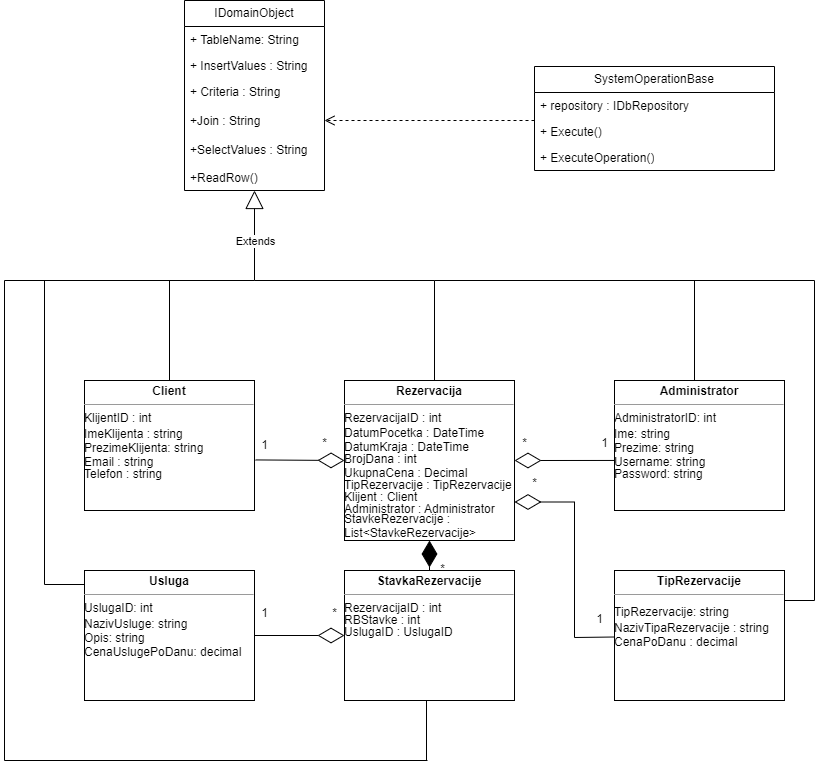 IDomainObject
+ TableName: String
+ InsertValues : String
+ Criteria : String
+Join : String
+SelectValues : String
+ReadRow()
SystemOperationBase
+ repository : IDbRepository
+ Execute()
+ ExecuteOperation()
Extends
Client
KlijentID : int
ImeKlijenta : string
PrezimeKlijenta: string
Email : string
Telefon : string
1
*
Rezervacija
RezervacijaID : int
DatumPocetka : DateTime
DatumKraja : DateTime
BrojDana : int
UkupnaCena : Decimal
TipRezervacije : TipRezervacije
Klijent : Client
Administrator : Administrator
StavkeRezervacije :
List<StavkeRezervacije>
*
1
*
Administrator
AdministratorID: int
Ime: string
Prezime: string
Username: string
Password: string
Usluga
UslugaID: int
NazivUsluge: string
Opis: string
CenaUslugePoDanu: decimal
1
*
*
StavkaRezervacije
RezervacijaID : int
RBStavke : int
UslugaID : UslugaID
1
TipRezervacije
TipRezervacije: string
NazivTipaRezervacije : string
CenaPoDanu : decimal